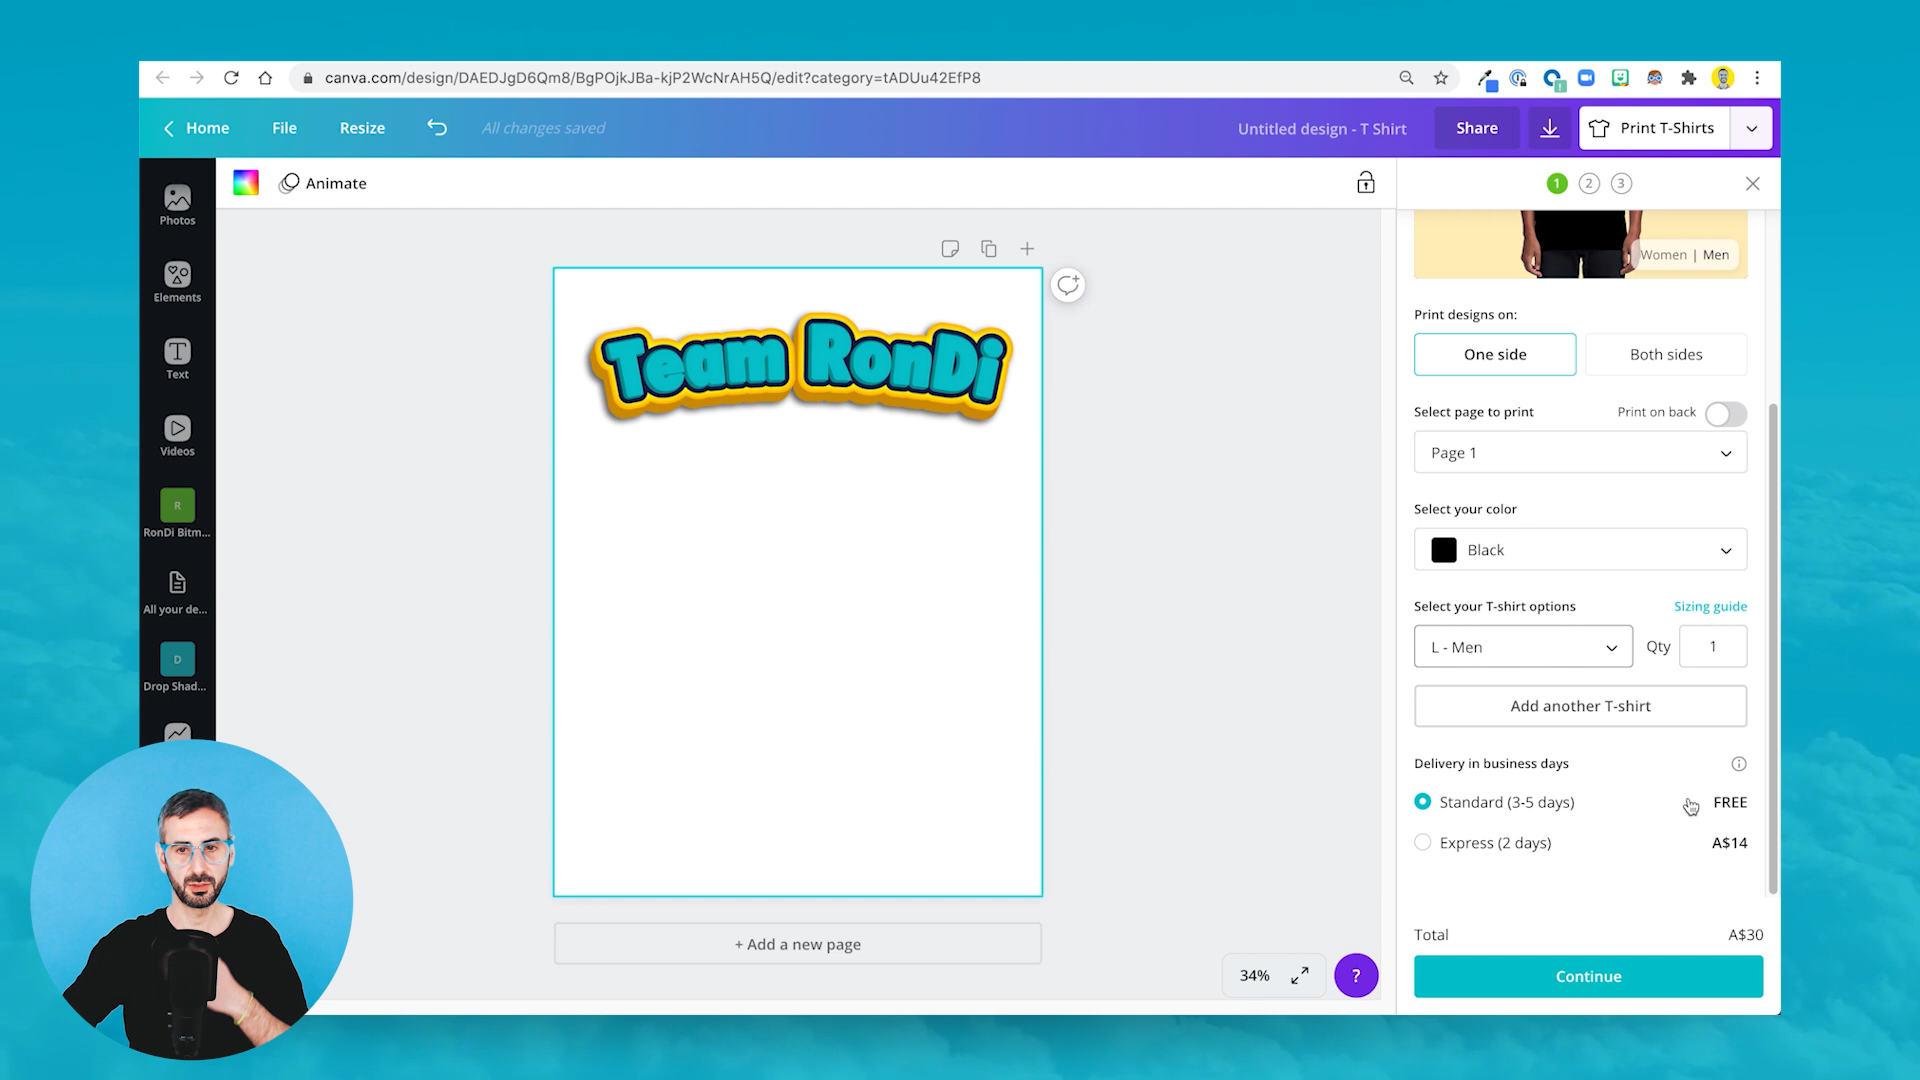 canva.com/design/DAEDJgD6Qm8/BgPOjkJBa-kjP2WcNrAH5Q/edit?category=tADUu42EfP8
Home File Resize All changes saved Untitled design - T Shirt Share Print T-Shirts
Animate
1 2 3
Photos
Elements
Text
Videos
R
RonDi Bitm...
All your de...
D
Drop Shad...
Team RonDi
+ Add a new page
34%
?
Women | Men
Print designs on:
One side Both sides
Select page to print Print on back
Page 1
Select your color
Black
Select your T-shirt options Sizing guide
L - Men Qty 1
Add another T-shirt
Delivery in business days
Standard (3-5 days) FREE
Express (2 days) A$14
Total A$30
Continue